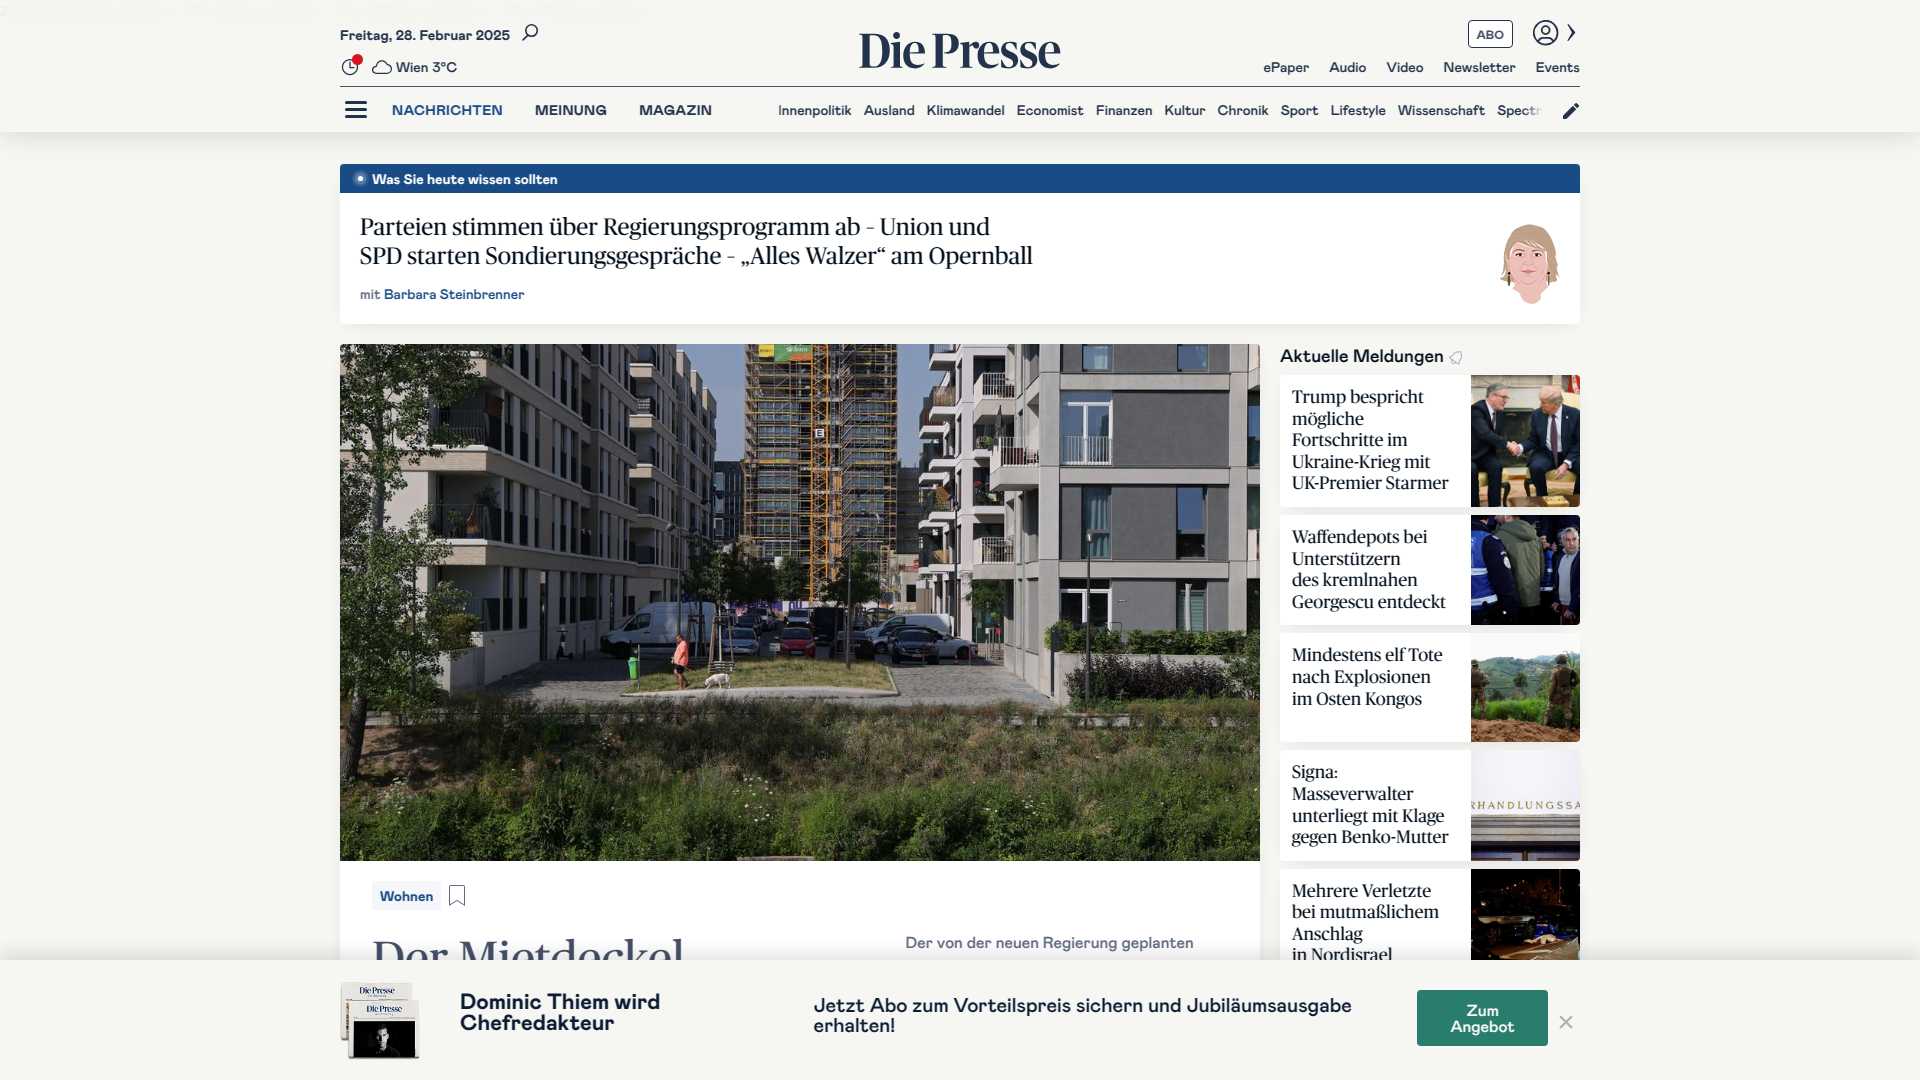 Freitag, 28. Februar 2025
Wien 3°C
Die Presse
ABO
ePaper Audio Video Newsletter Events
NACHRICHTEN MEINUNG MAGAZIN
Innenpolitik Ausland Klimawandel Economist Finanzen Kultur Chronik Sport Lifestyle Wissenschaft Spectr
Was Sie heute wissen sollten
Parteien stimmen über Regierungsprogramm ab – Union und
SPD starten Sondierungsgespräche – „Alles Walzer“ am Opernball
mit Barbara Steinbrenner
Aktuelle Meldungen
Trump bespricht
mögliche
Fortschritte im
Ukraine-Krieg mit
UK-Premier Starmer
Waffendepots bei
Unterstützern
des kremlnahen
Georgescu entdeckt
Mindestens elf Tote
nach Explosionen
im Osten Kongos
Signa:
Masseverwalter
unterliegt mit Klage
gegen Benko-Mutter
RHANDLUNGSSA
Mehrere Verletzte
bei mutmaßlichem
Anschlag
in Nordisrael
Wohnen
Der Mietdeckel
Der von der neuen Regierung geplanten
Die Presse
Die Presse
Dominic Thiem wird
Chefredakteur
Jetzt Abo zum Vorteilspreis sichern und Jubiläumsausgabe
erhalten!
Zum
Angebot